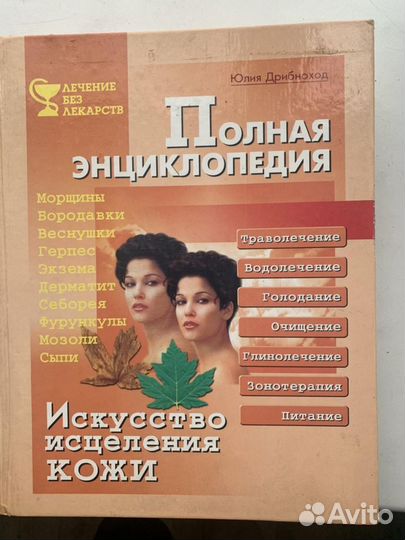 Юлия Дрибноход
ЛЕЧЕНИЕ
БЕЗ
ЛЕКАРСТВ
ПОЛНАЯ
ЭНЦИКЛОПЕДИЯ
Морщины
Бородавки
Веснушки
Герпес
Экзема
Дерматит
Себорея
Фурункулы
Мозоли
Сыпи
Траволечение
Водолечение
Голодание
Очищение
Глинолечение
Зонотерапия
Питание
ИСКУССТВО
ИСЦЕЛЕНИЯ
КОЖИ
Avito